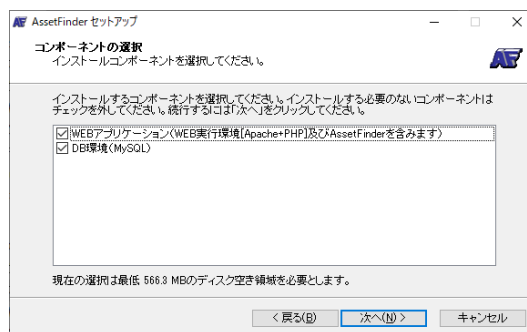 AssetFinder セットアップ
コンポーネントの選択
インストールコンポーネントを選択してください。
AF
インストールするコンポーネントを選択してください。インストールする必要のないコンポーネントは
チェックを外してください。続行するには「次へ」をクリックしてください。
WEBアプリケーション(WEB実行環境[Apache+PHP]及びAssetFinderを含みます)
DB環境(MySQL)
現在の選択は最低 566.3 MBのディスク空き領域を必要とします。
< 戻る(B)
次へ(N) >
キャンセル